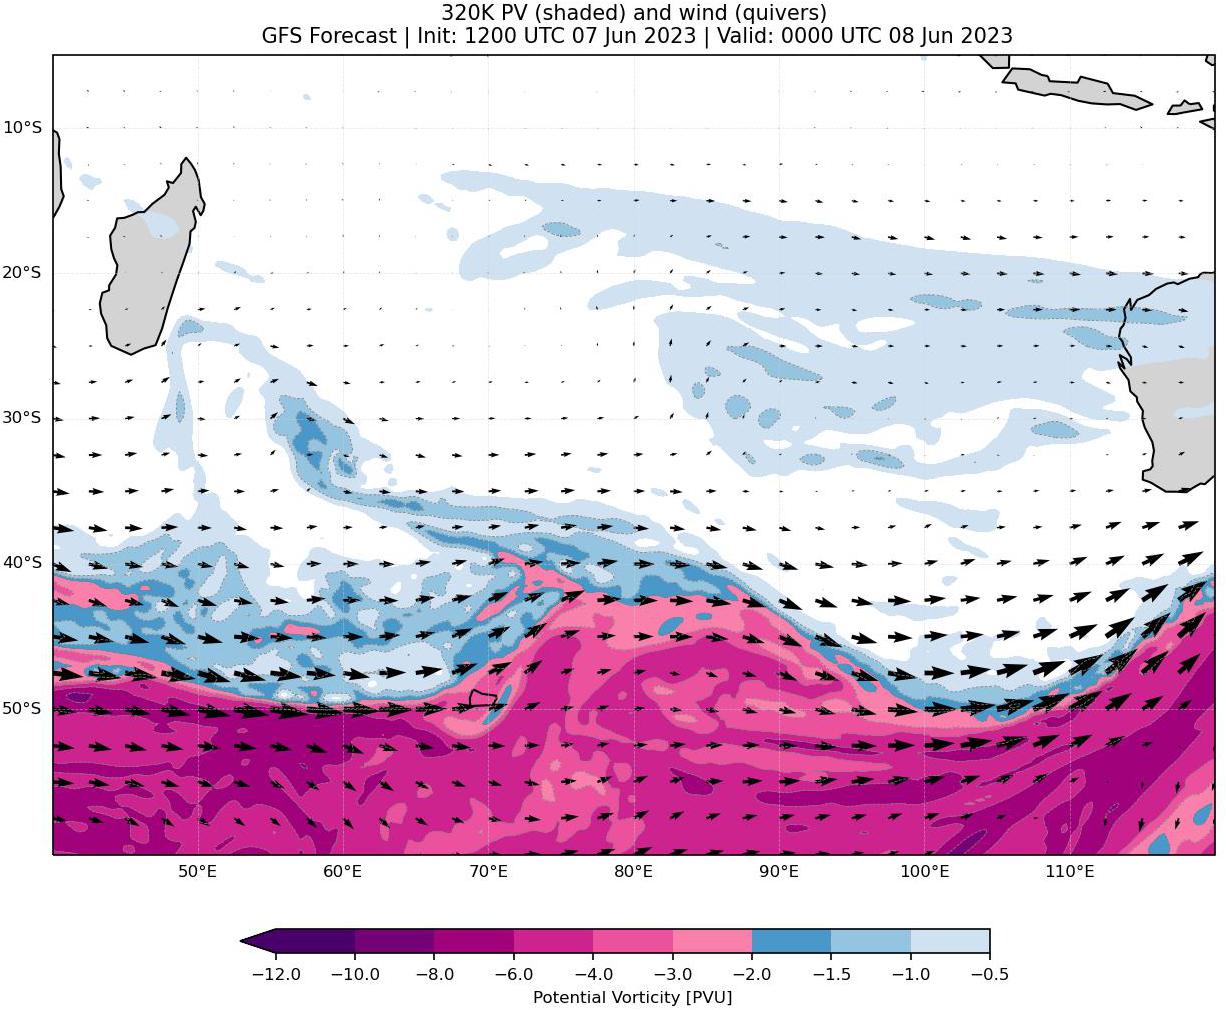 320K PV (shaded) and wind (quivers)
GFS Forecast | Init: 1200 UTC 07 Jun 2023 | Valid: 0000 UTC 08 Jun 2023
10°S
20°S
30°S
40°S
50°S
50°E 60°E 70°E 80°E 90°E 100°E 110°E
−12.0 −10.0 −8.0 −6.0 −4.0 −3.0 −2.0 −1.5 −1.0 −0.5
Potential Vorticity [PVU]